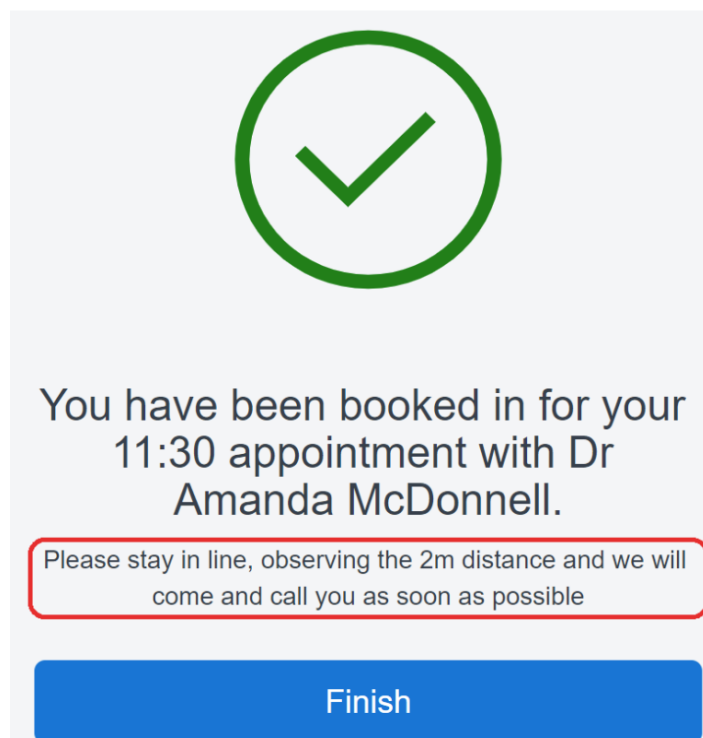 You have been booked in for your
11:30 appointment with Dr
Amanda McDonnell.
Please stay in line, observing the 2m distance and we will
come and call you as soon as possible
Finish